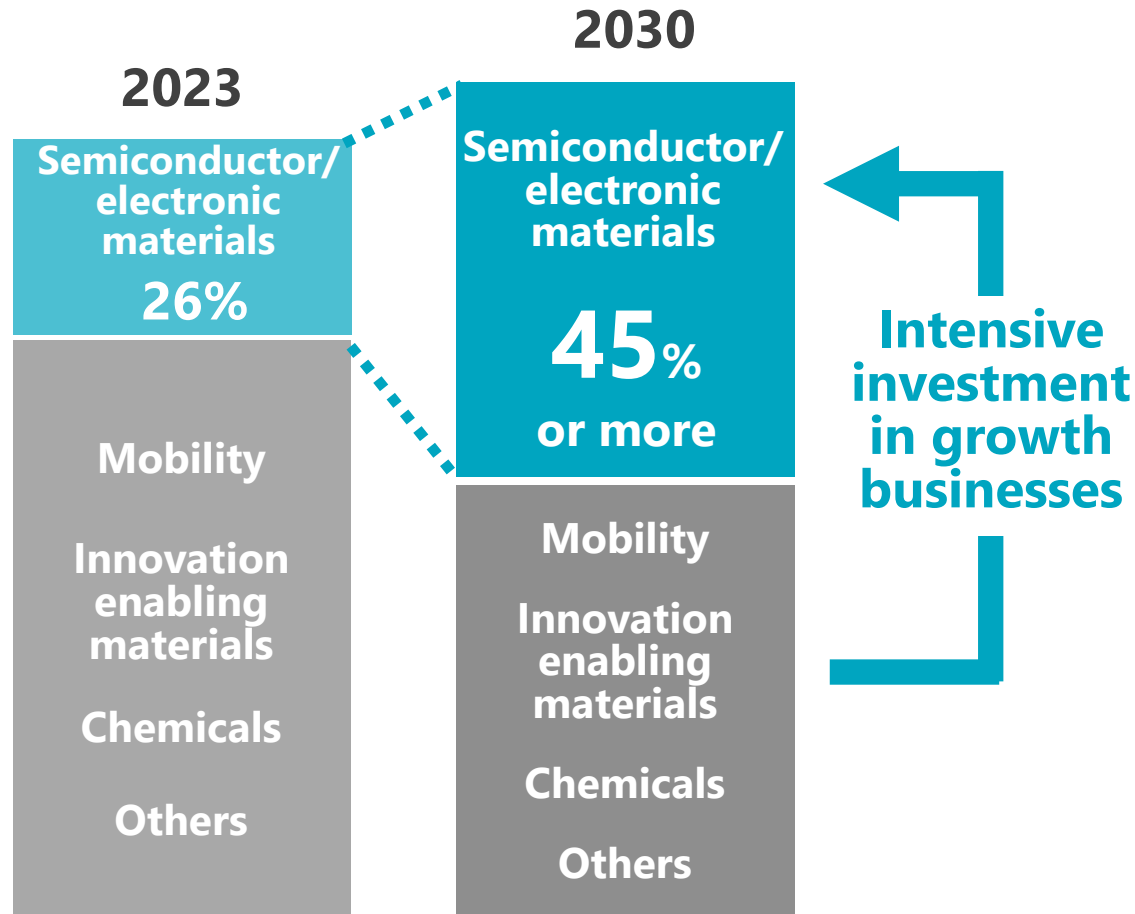 2023
Semiconductor/
electronic
materials
26%
Mobility
Innovation
enabling
materials
Chemicals
Others
2030
Semiconductor/
electronic
materials
45%
or more
Mobility
Innovation
enabling
materials
Chemicals
Others
Intensive
investment
in growth
businesses